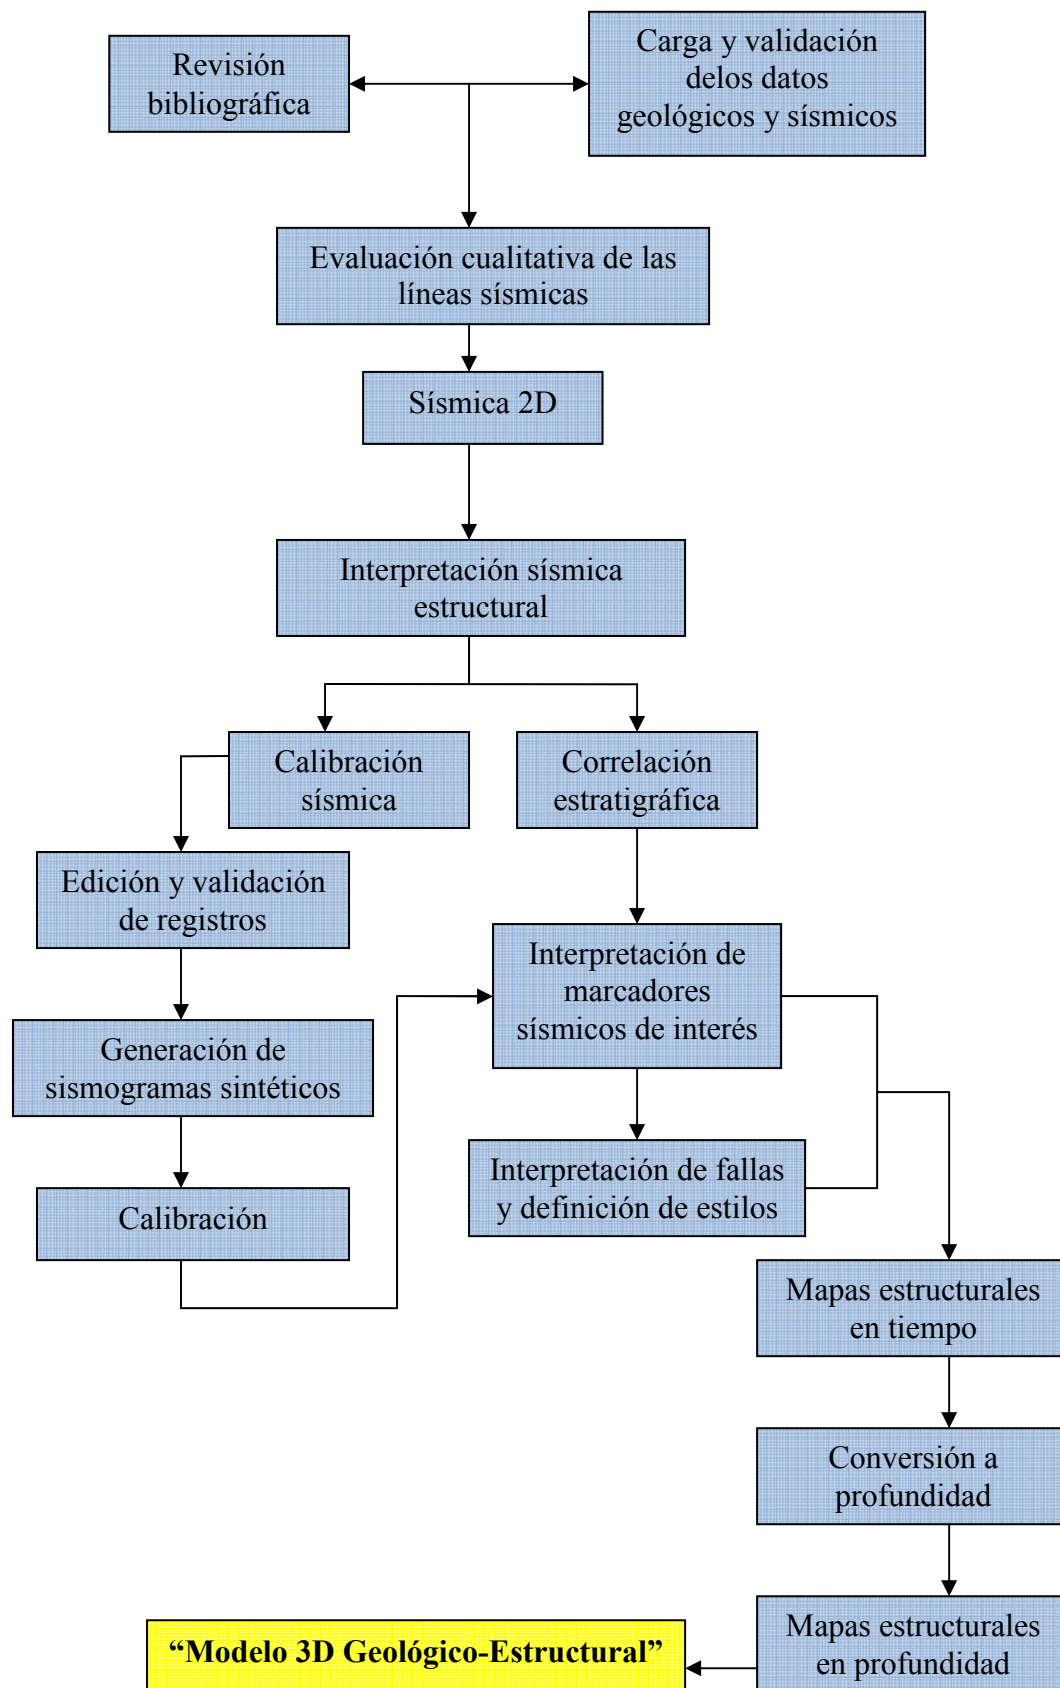 Revisión
bibliográfica
Carga y validación
delos datos
geológicos y sísmicos
Evaluación cualitativa de las
líneas sísmicas
Sísmica 2D
Interpretación sísmica
estructural
Calibración
sísmica
Correlación
estratigráfica
Edición y validación
de registros
Interpretación de
marcadores
sísmicos de interés
Generación de
sismogramas sintéticos
Interpretación de fallas
y definición de estilos
Calibración
Mapas estructurales
en tiempo
Conversión a
profundidad
Mapas estructurales
en profundidad
“Modelo 3D Geológico-Estructural”